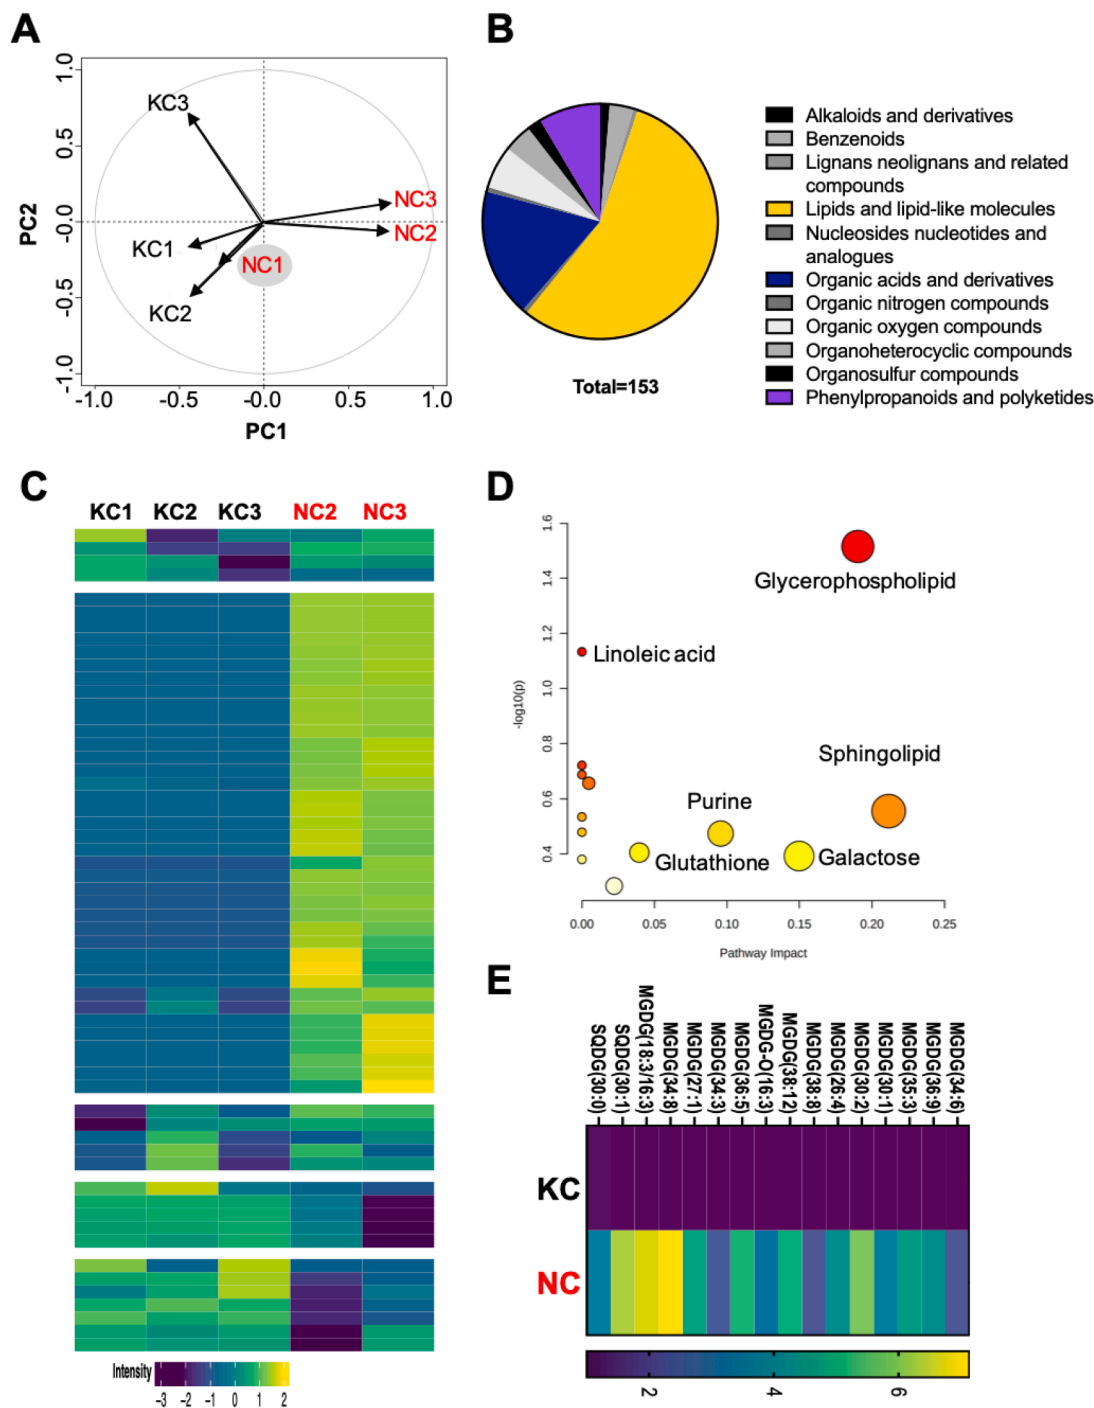 A
1.0
0.5
-0.0
-0.5
-1.0
PC2
KC3
NC3
NC2
KC1
NC1
KC2
-1.0 -0.5 -0.0 0.5 1.0
PC1
B
Total=153
Alkaloids and derivatives
Benzenoids
Lignans neolignans and related
compounds
Lipids and lipid-like molecules
Nucleosides nucleotides and
analogues
Organic acids and derivatives
Organic nitrogen compounds
Organic oxygen compounds
Organoheterocyclic compounds
Organosulfur compounds
Phenylpropanoids and polyketides
C
KC1 KC2 KC3 NC2 NC3
Intensity
-3 -2 -1 0 1 2
D
1.6
1.4
1.2
1.0
0.8
0.6
0.4
-log10(p)
Glycerophospholipid
Linoleic acid
Sphingolipid
Purine
Glutathione
Galactose
0.00 0.05 0.10 0.15 0.20 0.25
Pathway Impact
E
SQDG(30:0)
SQDG(30:1)
MGDG(18:3/16:3)
MGDG(34:8)
MGDG(27:1)
MGDG(34:3)
MGDG(36:5)
MGDG-O(16:3)
MGDG(38:12)
MGDG(38:8)
MGDG(26:4)
MGDG(30:2)
MGDG(30:1)
MGDG(35:3)
MGDG(36:9)
MGDG(34:6)
KC
NC
2 4 6